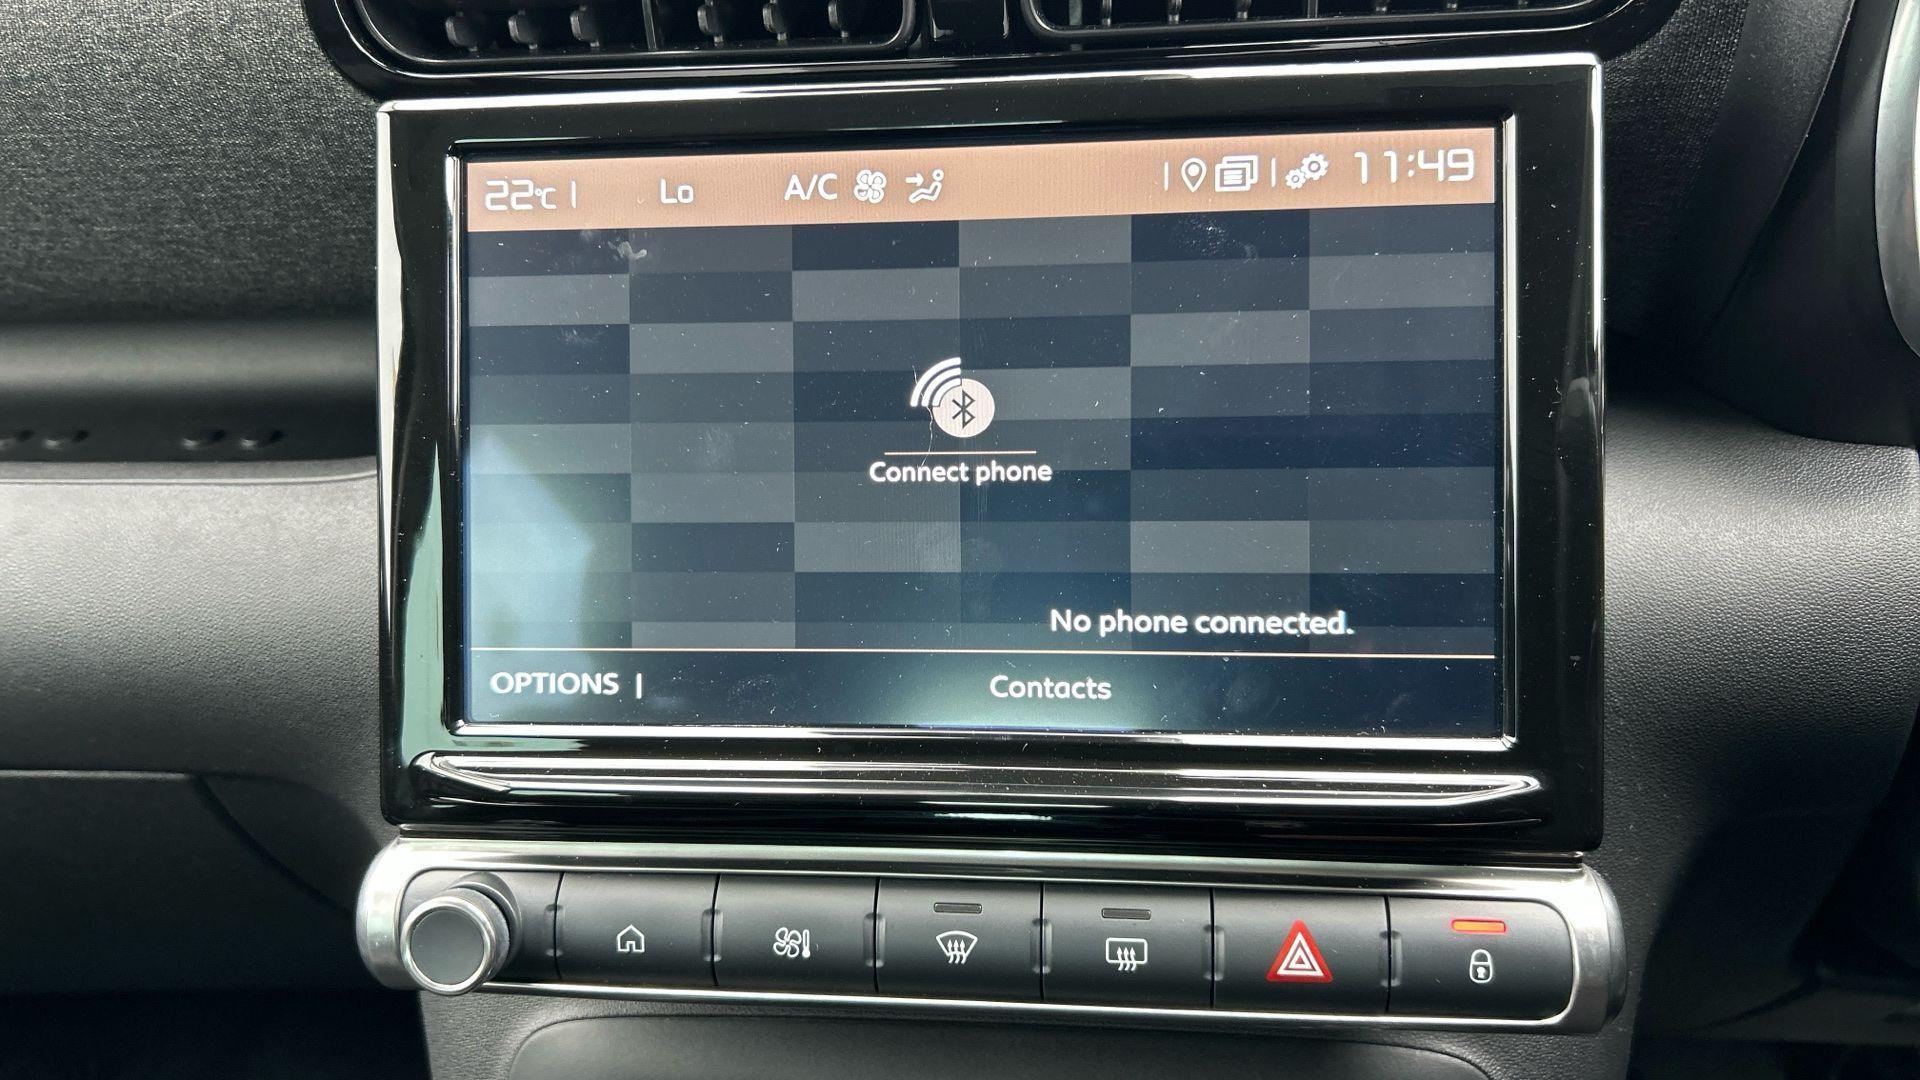 22°C | Lo A/C 11:49
Connect phone
No phone connected.
OPTIONS | Contacts